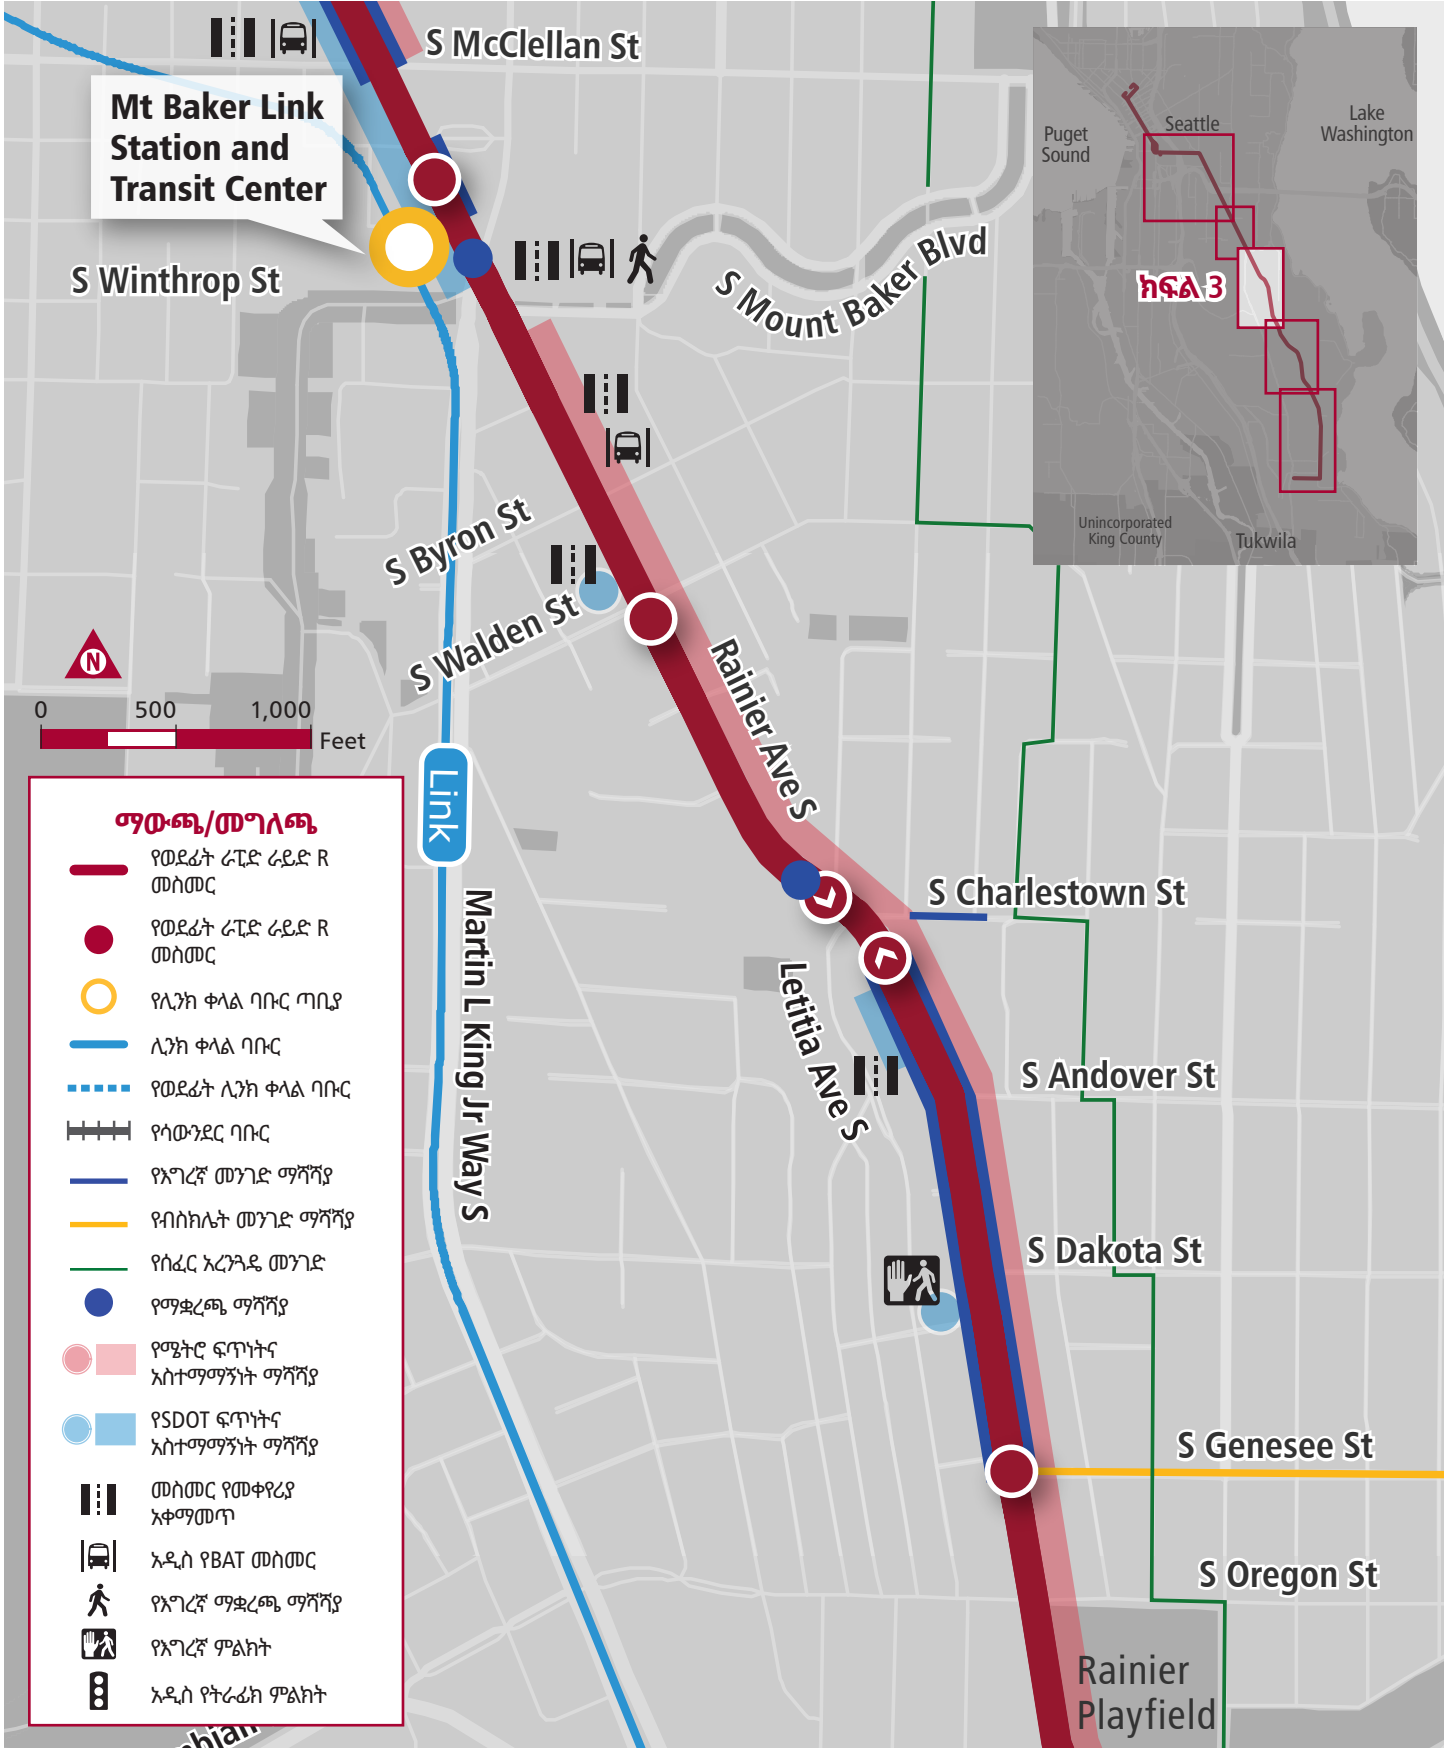 S McClellan St
Mt Baker Link
Station and
Transit Center
S Winthrop St
S Mount Baker Blvd
Puget
Sound
Seattle
Lake
Washington
ክፍል 3
Unincorporated
King County
Tukwila
S Byron St
S Walden St
Rainier Ave S
N
0 500 1,000
Feet
Link
Martin L King Jr Way S
S Charlestown St
Letitia Ave S
S Andover St
S Dakota St
S Genesee St
S Oregon St
Rainier
Playfield
ማውጫ/መግለጫ
የወደፊት ራፒድ ራይድ R
መስመር
የወደፊት ራፒድ ራይድ R
መስመር
የሊንክ ቀላል ባቡር ጣቢያ
ሊንክ ቀላል ባቡር
የወደፊት ሊንክ ቀላል ባቡር
የሳውንደር ባቡር
የእግረኛ መንገድ ማሻሻያ
የብስክሌት መንገድ ማሻሻያ
የሰፈር አረንጓዴ መንገድ
የማቋረጫ ማሻሻያ
የሜትሮ ፍጥነትና
አስተማማኝነት ማሻሻያ
የSDOT ፍጥነትና
አስተማማኝነት ማሻሻያ
መስመር የመቀየሪያ
አቀማመጥ
አዲስ የBAT መስመር
የእግረኛ ማቋረጫ ማሻሻያ
የእግረኛ ምልክት
አዲስ የትራፊክ ምልክት